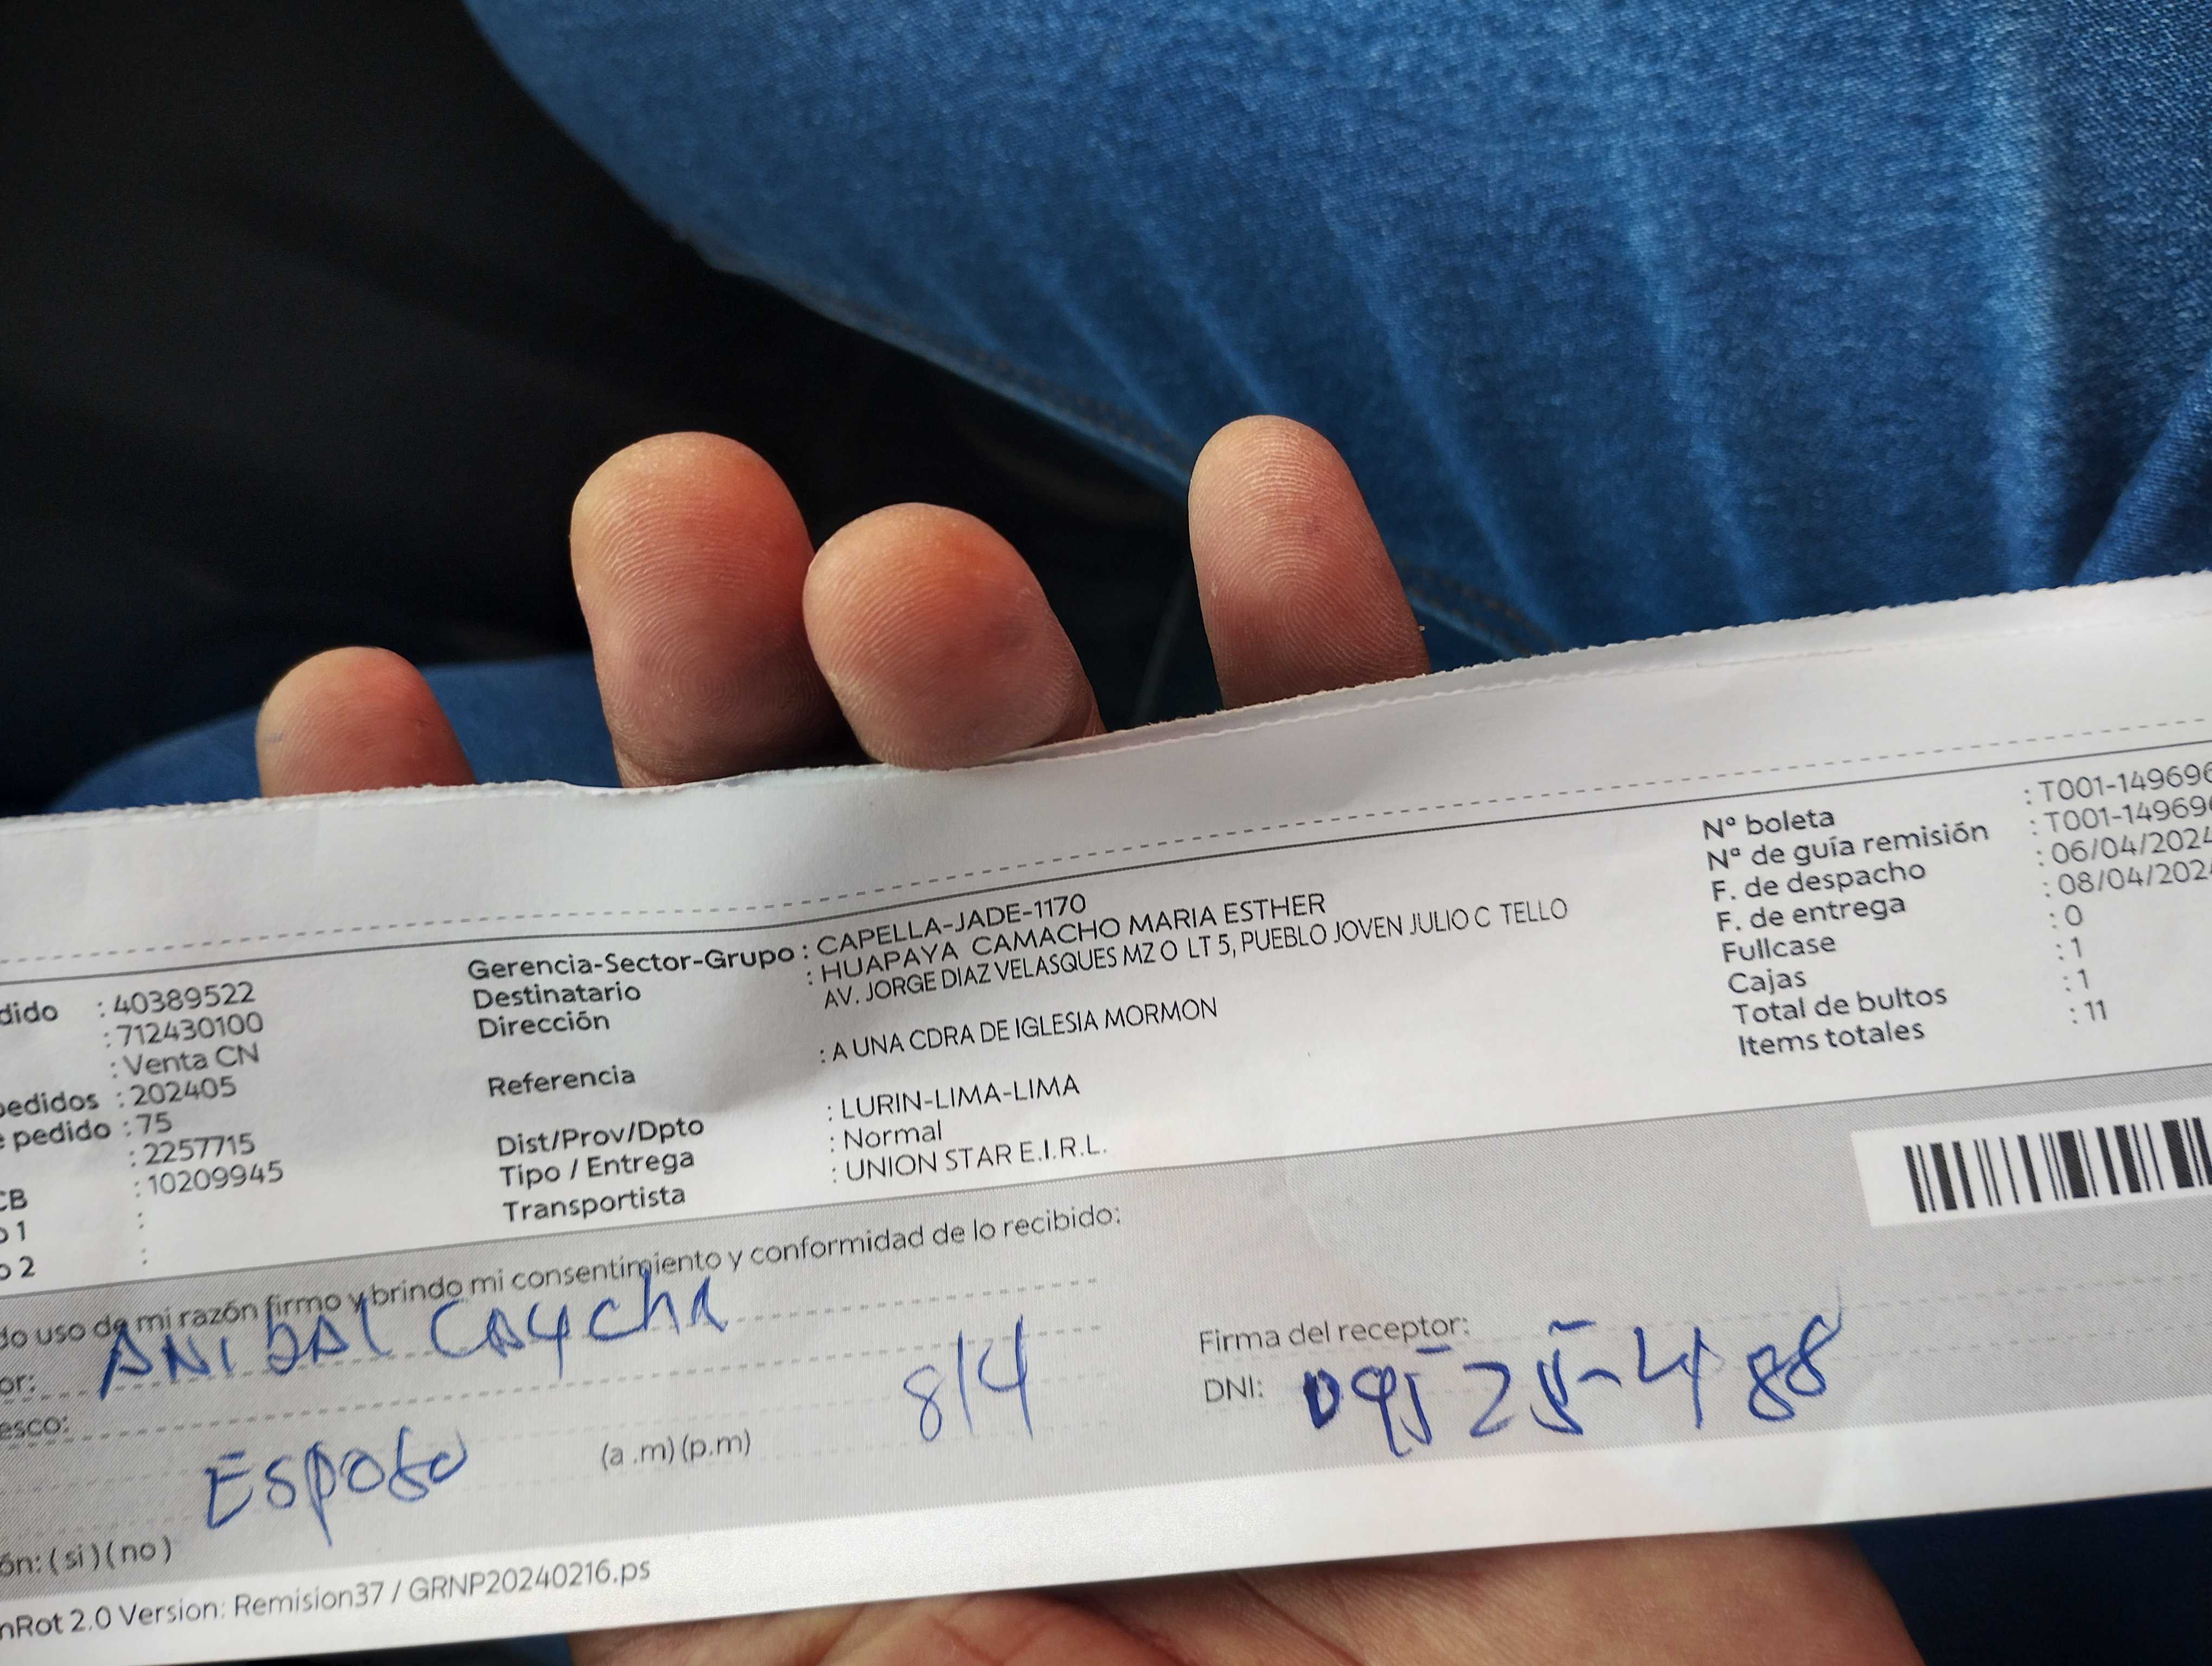 dido : 40389522
: 712430100
: Venta CN
pedidos : 202405
e pedido : 75
: 2257715
CB : 10209945
o 1 :
o 2 :
Gerencia-Sector-Grupo : CAPELLA-JADE-1170
Destinatario : HUAPAYA CAMACHO MARIA ESTHER
Dirección AV. JORGE DIAZ VELASQUES MZ O LT 5, PUEBLO JOVEN JULIO C TELLO
Referencia : A UNA CDRA DE IGLESIA MORMON
Dist/Prov/Dpto : LURIN-LIMA-LIMA
Tipo / Entrega : Normal
Transportista : UNION STAR E.I.R.L.
Nº boleta : T001-149696
Nº de guía remisión : T001-149696
F. de despacho : 06/04/2024
F. de entrega : 08/04/202
Fullcase : 0
Cajas : 1
Total de bultos : 1
Items totales : 11
do uso de mi razón firmo y brindo mi consentimiento y conformidad de lo recibido:
or: ANIBAL CAYCha
esco: Esposo
(a .m) (p.m) 8/4
Firma del receptor:
DNI: 09525488
ón: ( si ) ( no )
nRot 2.0 Version: Remision37 / GRNP20240216.ps